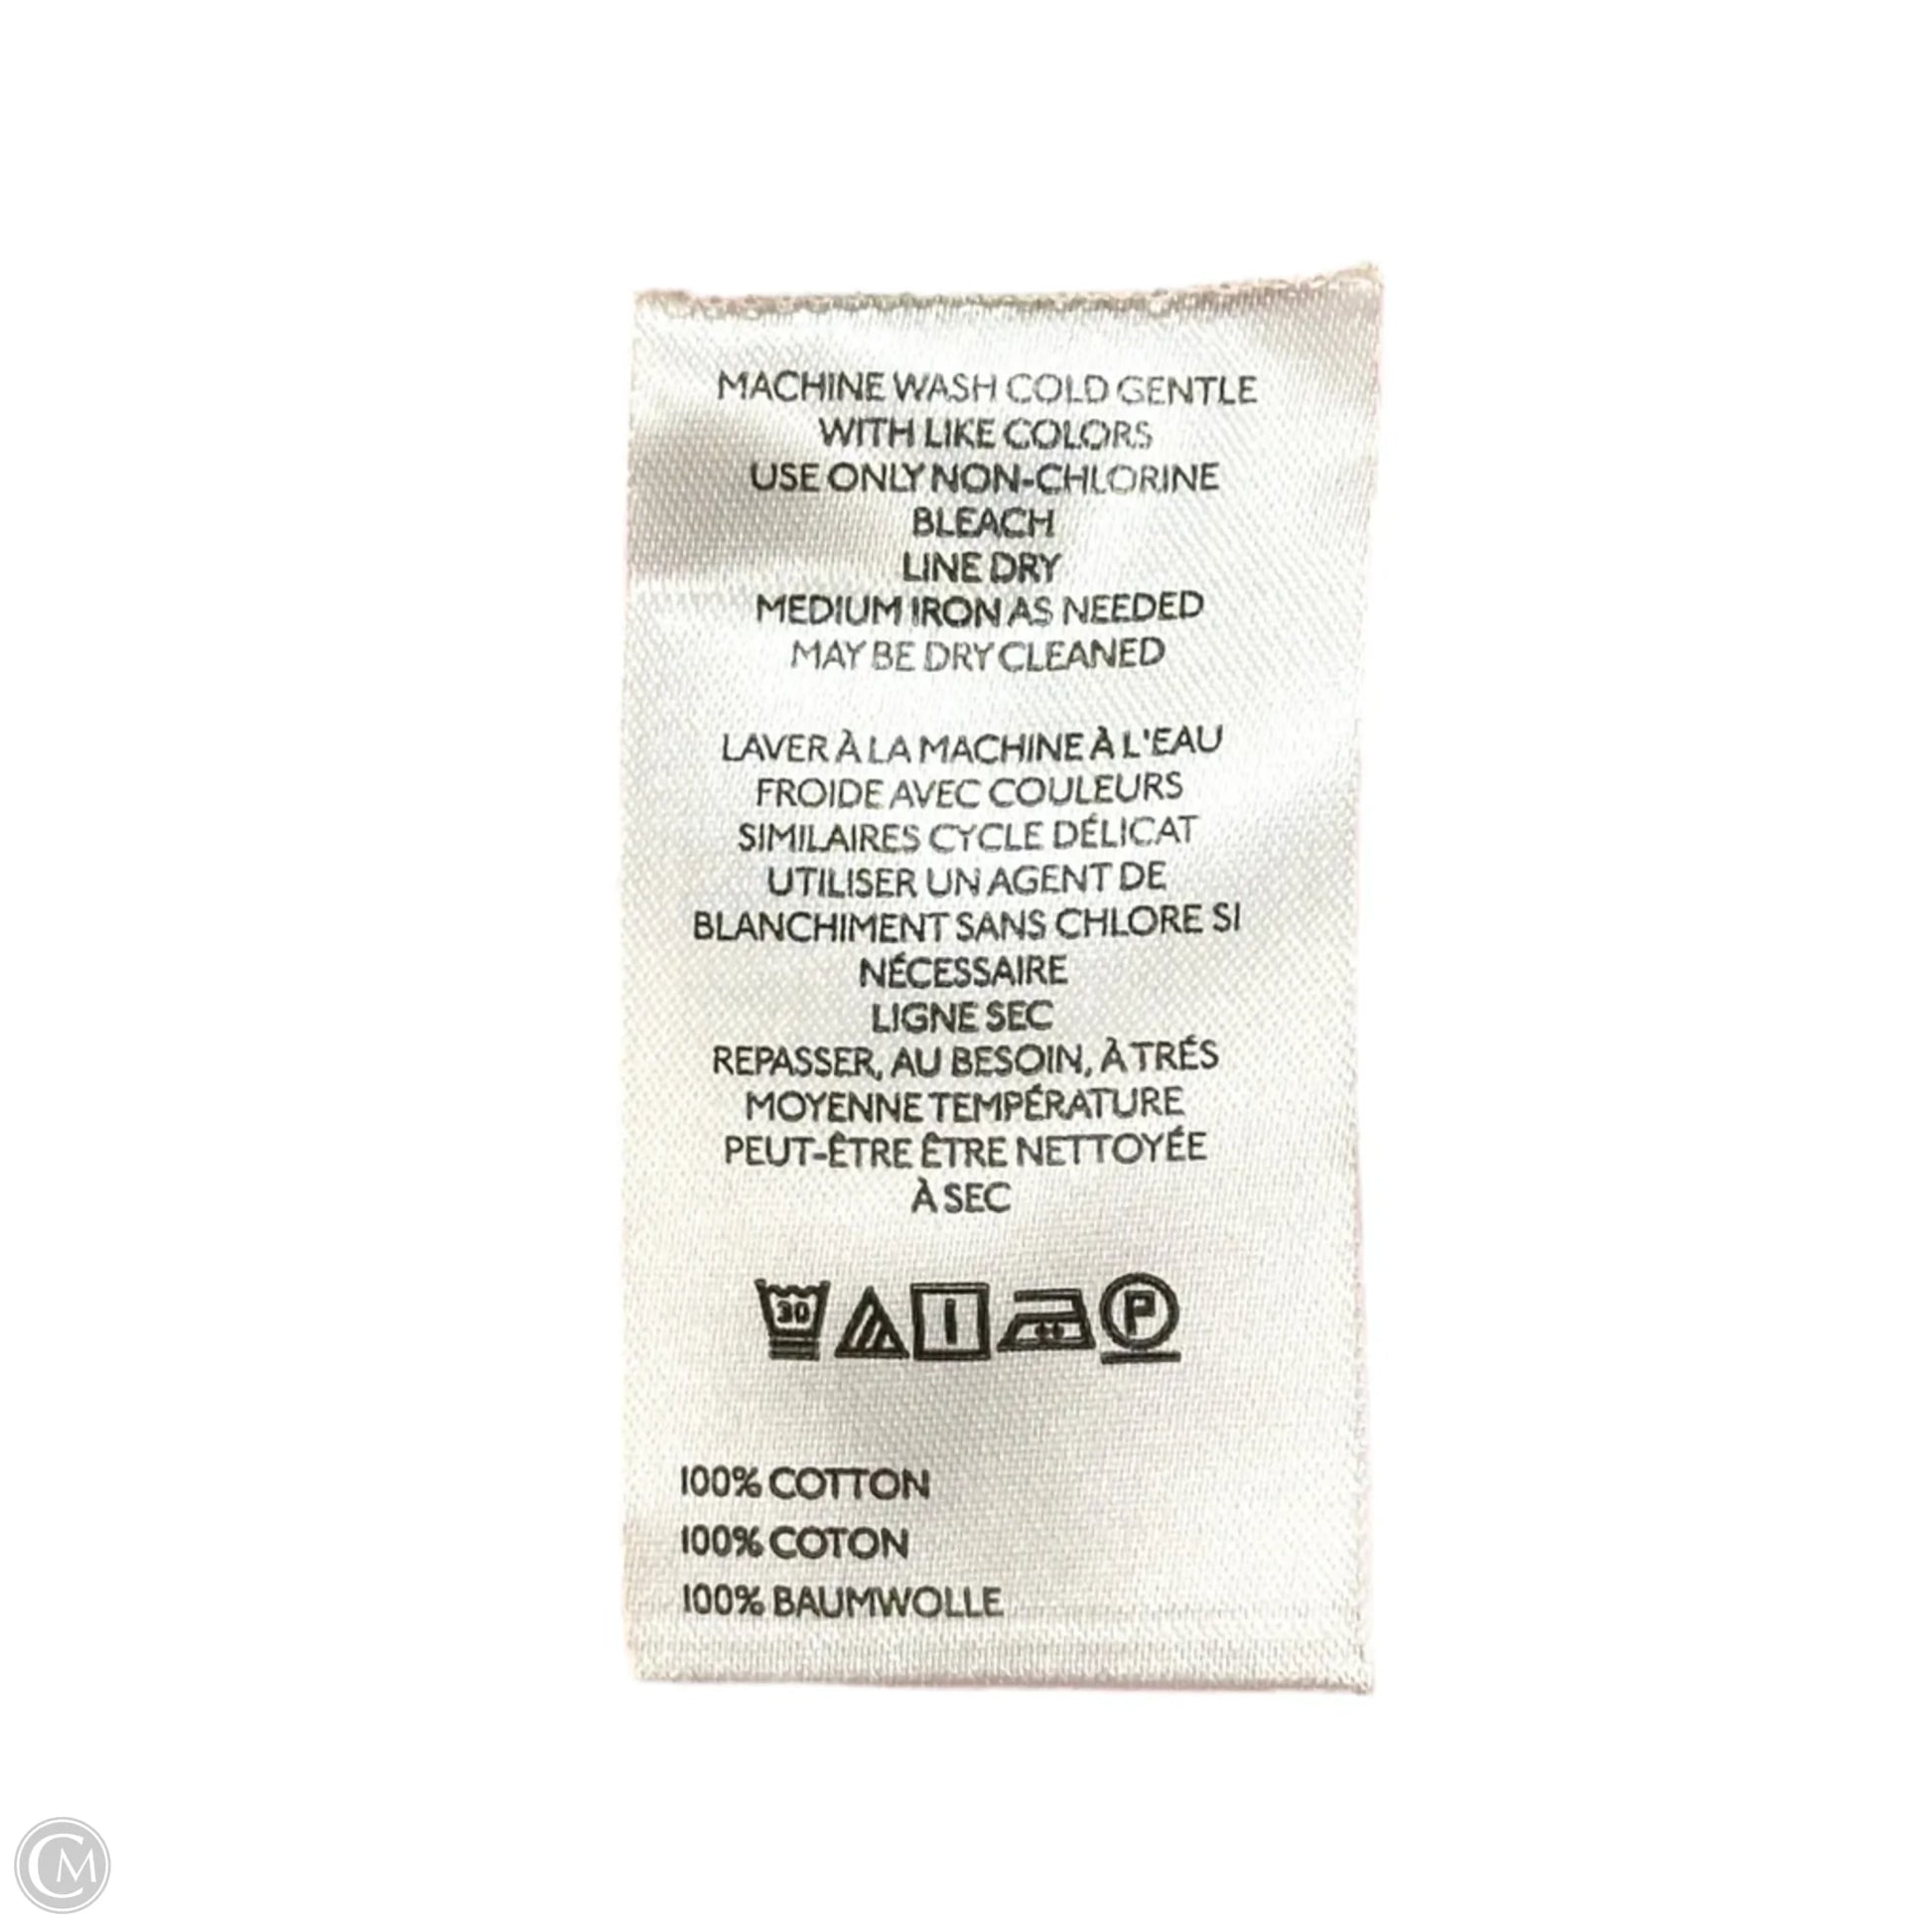 MACHINE WASH COLD GENTLE
WITH LIKE COLORS
USE ONLY NON-CHLORINE
BLEACH
LINE DRY
MEDIUM IRON AS NEEDED
MAY BE DRY CLEANED
LAVER À LA MACHINE À L'EAU
FROIDE AVEC COULEURS
SIMILAIRES CYCLE DÉLICAT
UTILISER UN AGENT DE
BLANCHIMENT SANS CHLORE SI
NÉCESSAIRE
LIGNE SEC
REPASSER, AU BESOIN, À TRÉS
MOYENNE TEMPÉRATURE
PEUT-ÊTRE ÊTRE NETTOYÉE
À SEC
30 P
100% COTTON
100% COTON
100% BAUMWOLLE
CM